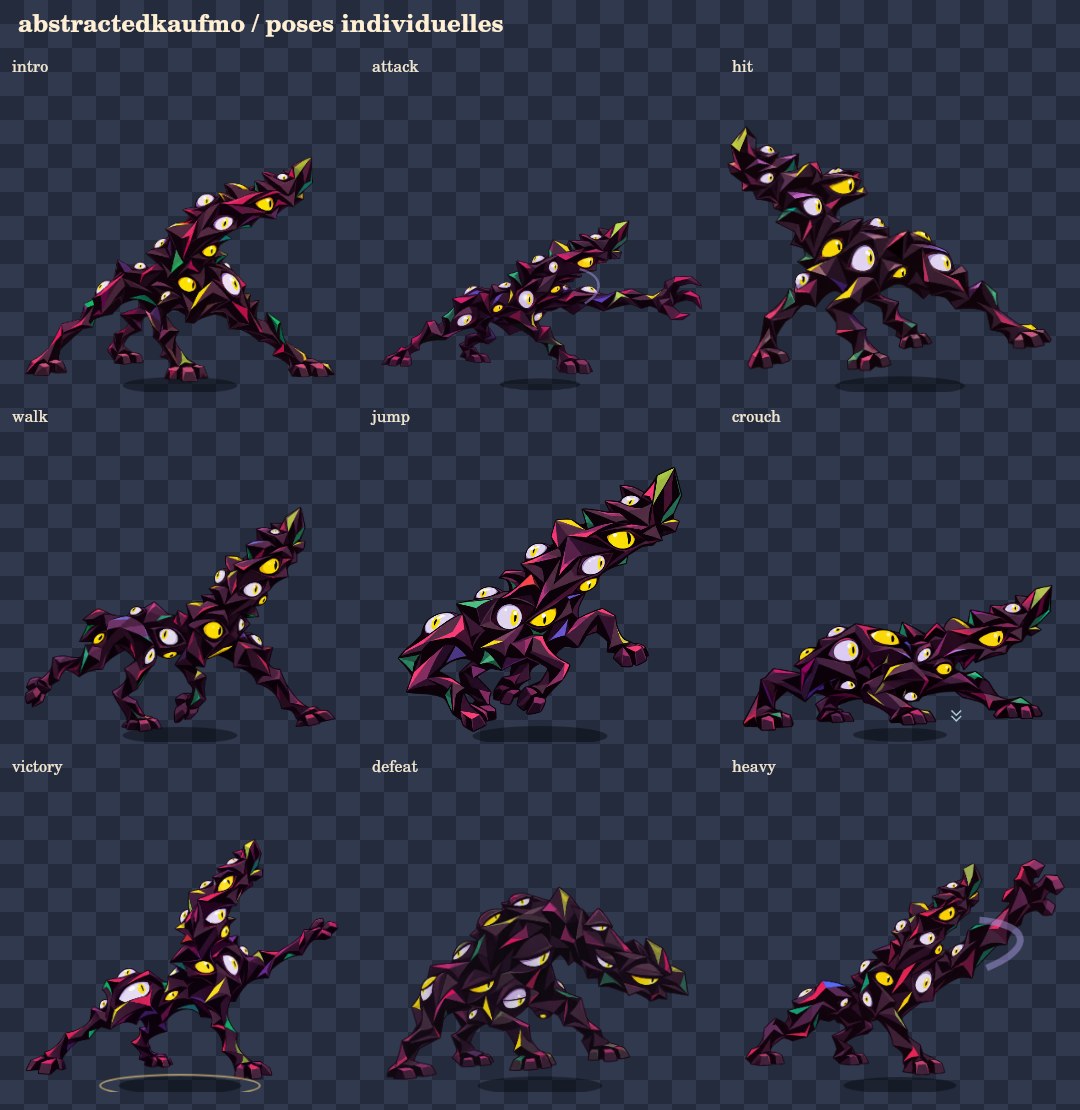 abstractedkaufmo / poses individuelles
intro
attack
hit
walk
jump
crouch
victory
defeat
heavy